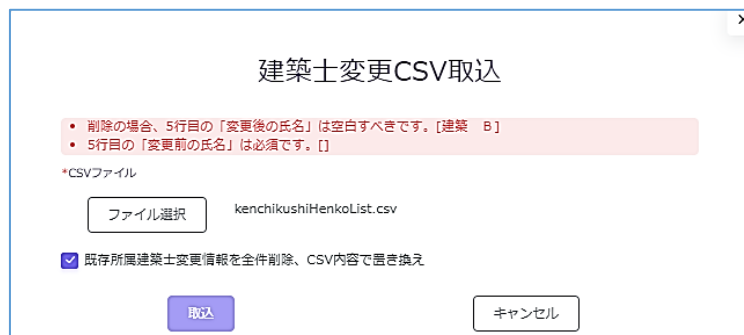 建築士変更CSV取込
• 削除の場合、5行目の「変更後の氏名」は空白すべきです。[建築　B]
• 5行目の「変更前の氏名」は必須です。[]
*CSVファイル
ファイル選択 kenchikushiHenkoList.csv
既存所属建築士変更情報を全件削除、CSV内容で置き換え
取込 キャンセル